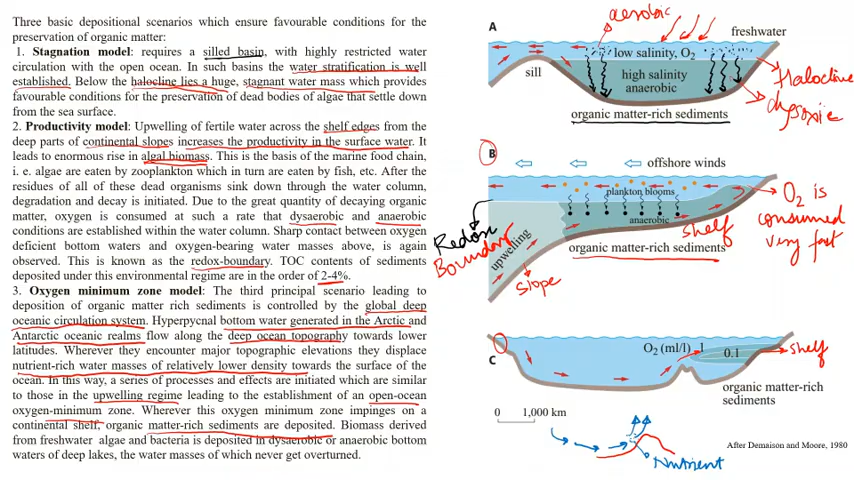 Three basic depositional scenarios which ensure favourable conditions for the
preservation of organic matter:
1. Stagnation model: requires a silled basin, with highly restricted water
circulation with the open ocean. In such basins the water stratification is well
established. Below the halocline lies a huge, stagnant water mass which provides
favourable conditions for the preservation of dead bodies of algae that settle down
from the sea surface.
2. Productivity model: Upwelling of fertile water across the shelf edges from the
deep parts of continental slopes increases the productivity in the surface water. It
leads to enormous rise in algal biomass. This is the basis of the marine food chain,
i. e. algae are eaten by zooplankton which in turn are eaten by fish, etc. After the
residues of all of these dead organisms sink down through the water column,
degradation and decay is initiated. Due to the great quantity of decaying organic
matter, oxygen is consumed at such a rate that dysaerobic and anaerobic
conditions are established within the water column. Sharp contact between oxygen
deficient bottom waters and oxygen-bearing water masses above, is again
observed. This is known as the redox-boundary. TOC contents of sediments
deposited under this environmental regime are in the order of 2-4%.
3. Oxygen minimum zone model: The third principal scenario leading to
deposition of organic matter rich sediments is controlled by the global deep
oceanic circulation system. Hyperpycnal bottom water generated in the Arctic and
Antarctic oceanic realms flow along the deep ocean topography towards lower
latitudes. Wherever they encounter major topographic elevations they displace
nutrient-rich water masses of relatively lower density towards the surface of the
ocean. In this way, a series of processes and effects are initiated which are similar
to those in the upwelling regime leading to the establishment of an open-ocean
oxygen-minimum zone. Wherever this oxygen minimum zone impinges on a
continental shelf, organic matter-rich sediments are deposited. Biomass derived
from freshwater algae and bacteria is deposited in dysaerobic or anaerobic bottom
waters of deep lakes, the water masses of which never get overturned.
aerobic
A
freshwater
low salinity, O2
sill
high salinity
anaerobic
Halocline
dysoxic
organic matter-rich sediments
B
offshore winds
plankton blooms
anaerobic
O2 is
consumed
very fast
Redox
Boundary
upwelling
shelf
organic matter-rich sediments
slope
C
O2 (ml/l) 1
0.1
shelf
organic matter-rich
sediments
0 1,000 km
Nutrient
After Demaison and Moore, 1980